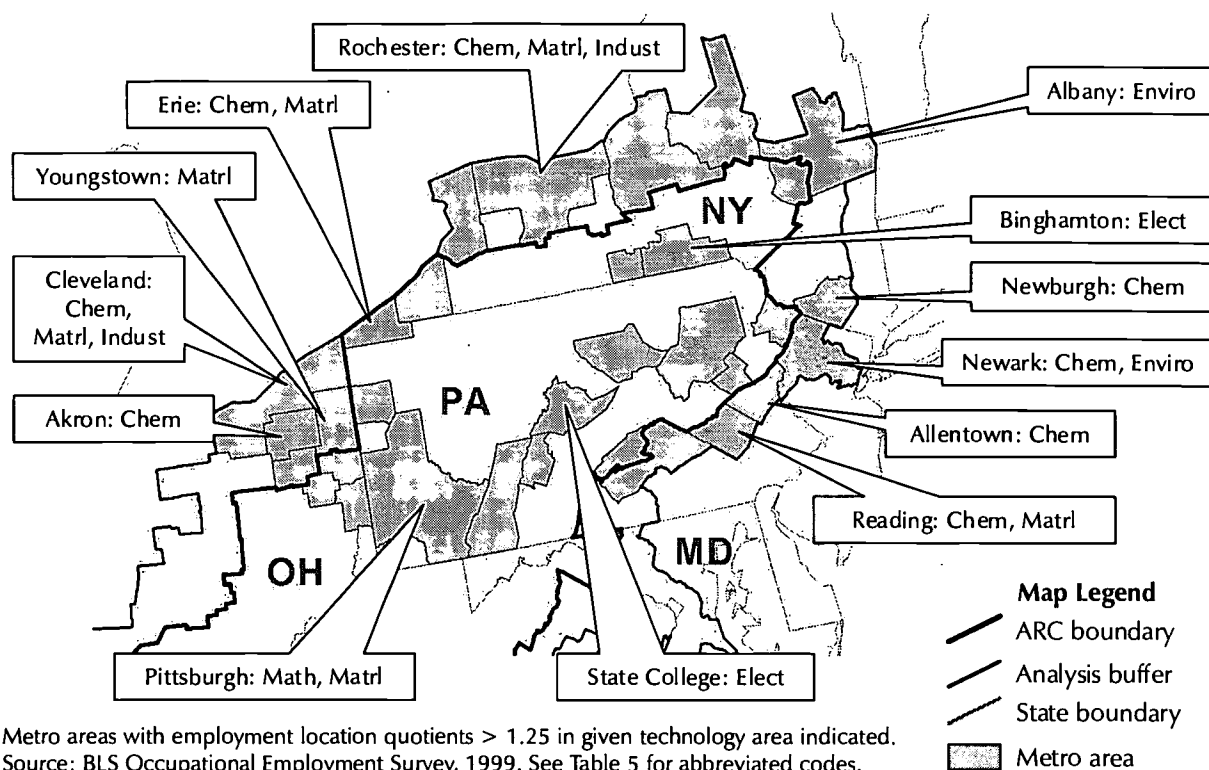 Rochester: Chem, Matrl, Indust
Erie: Chem, Matrl
Albany: Enviro
Youngstown: Matrl
NY
Binghamton: Elect
Cleveland:
Chem,
Matrl, Indust
Newburgh: Chem
Newark: Chem, Enviro
PA
Akron: Chem
Allentown: Chem
Reading: Chem, Matrl
OH
MD
Map Legend
ARC boundary
Analysis buffer
State boundary
Metro area
Pittsburgh: Math, Matrl
State College: Elect
Metro areas with employment location quotients > 1.25 in given technology area indicated.
Source: BLS Occupational Employment Survey, 1999. See Table 5 for abbreviated codes.